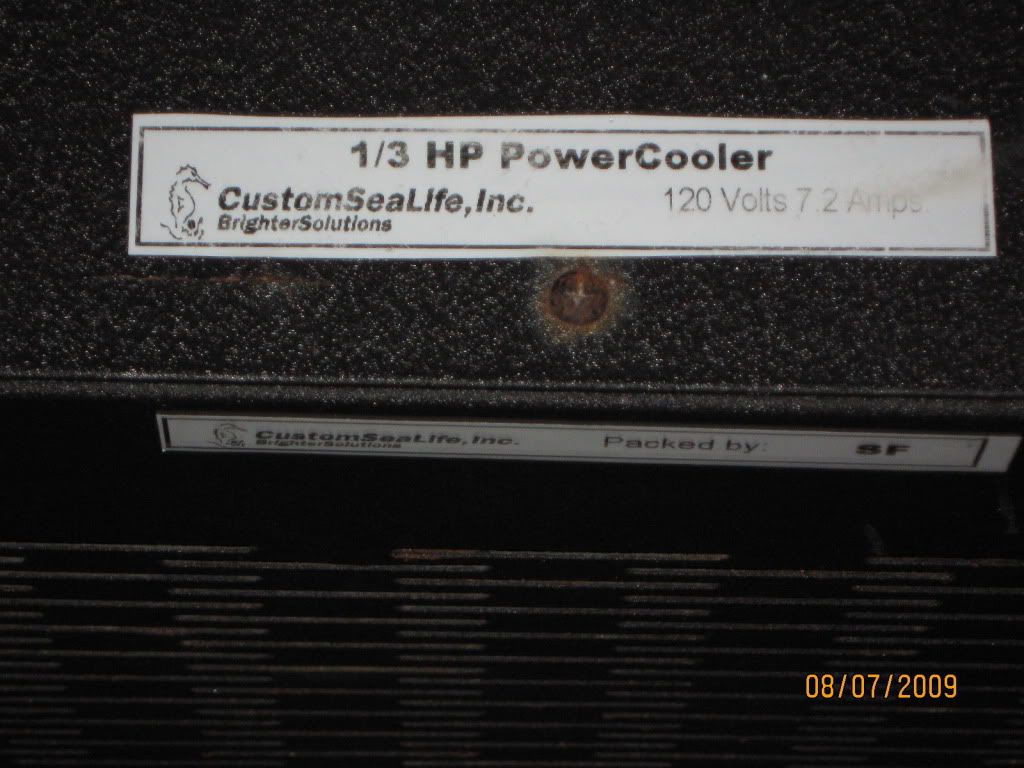 1/3 HP PowerCooler
CustomSeaLife, Inc.
120 Volts 7.2 Amps.
BrighterSolutions
CustomSeaLife, Inc.
BrighterSolutions
Packed by: SF
08/07/2009